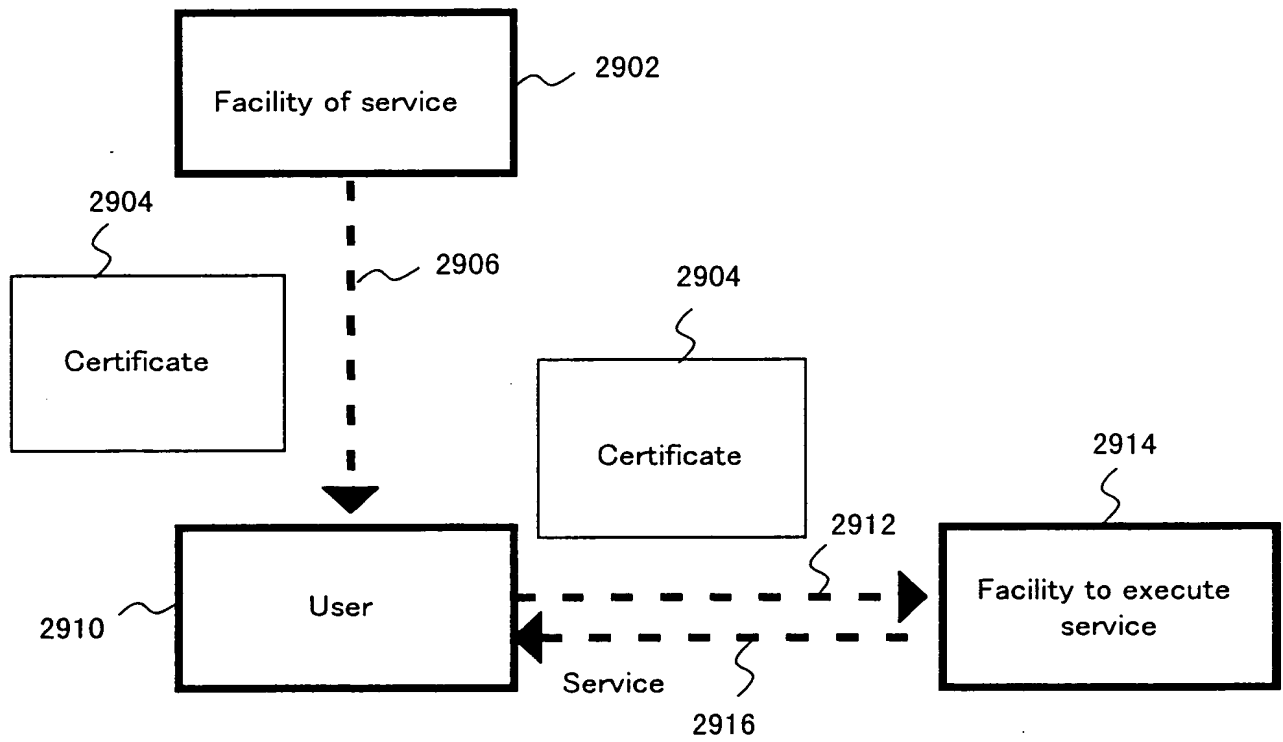 Facility of service
2902
2904
2906
Certificate
2904
Certificate
2914
2912
User
Facility to execute
service
2910
Service
2916